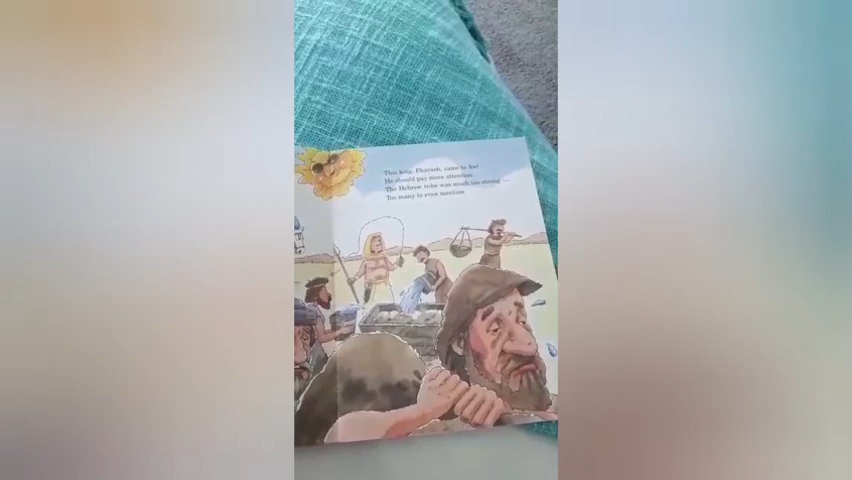 This king, Pharaoh, came to feel
He should pay more attention.
The Hebrew tribe was much too strong —
Too many to even mention.